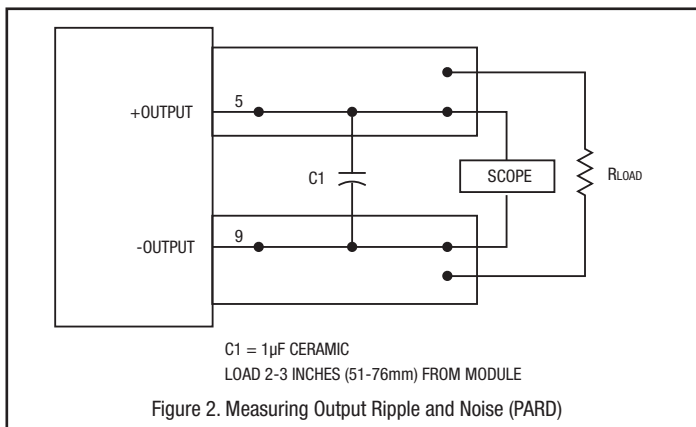 +OUTPUT
5
C1
SCOPE
RLOAD
-OUTPUT
9
C1 = 1µF CERAMIC
LOAD 2-3 INCHES (51-76mm) FROM MODULE
Figure 2. Measuring Output Ripple and Noise (PARD)